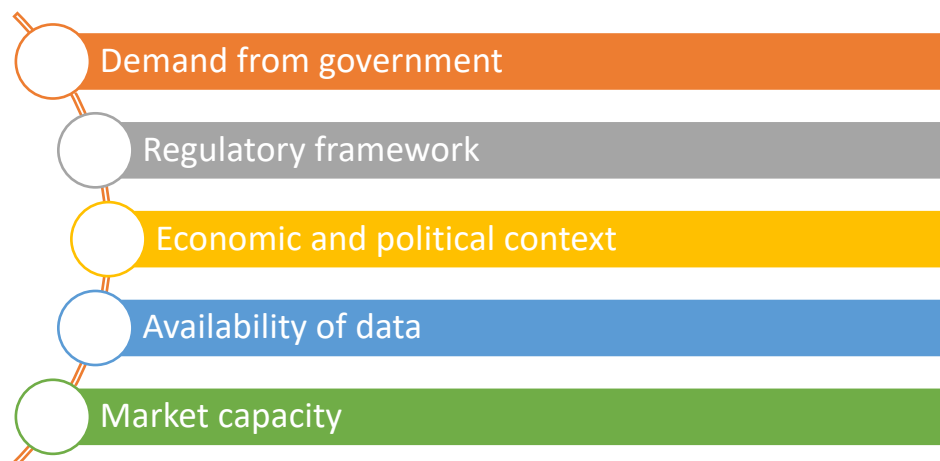 Demand from government
Regulatory framework
Economic and political context
Availability of data
Market capacity